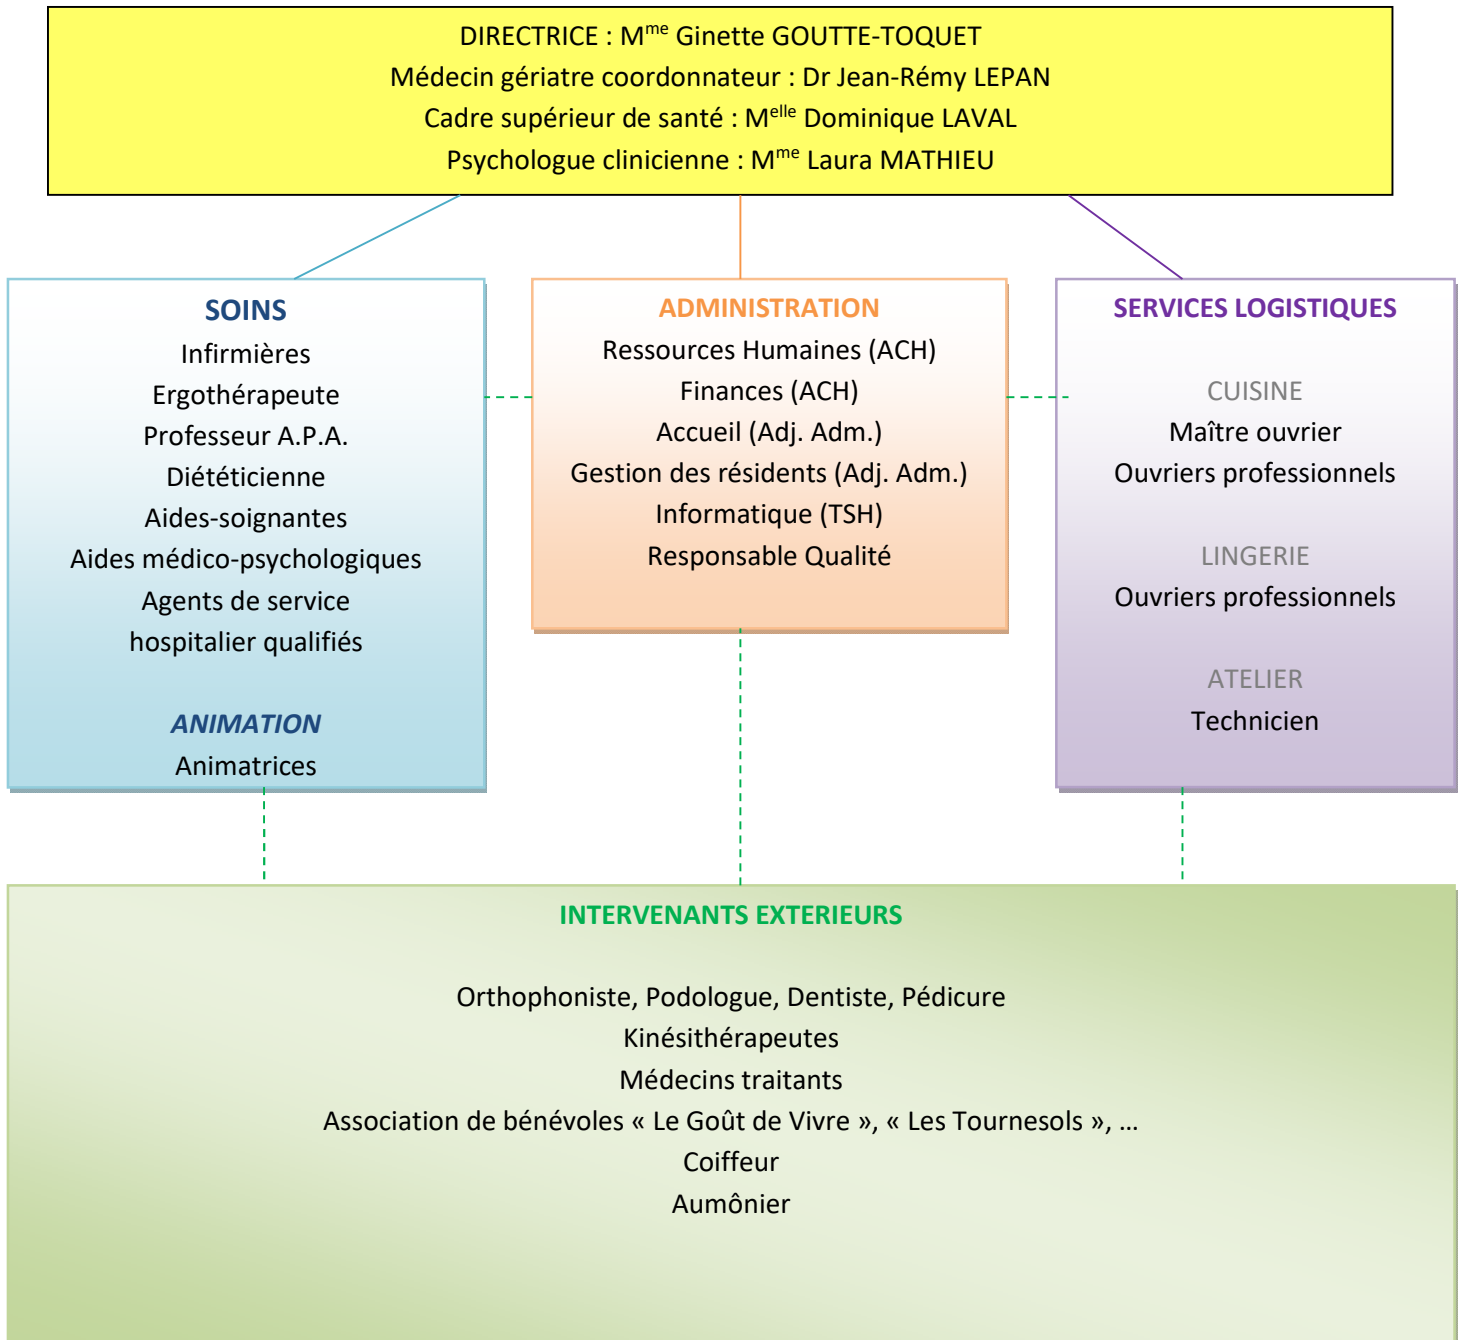 DIRECTRICE : Mme Ginette GOUTTE-TOQUET
Médecin gériatre coordonnateur : Dr Jean-Rémy LEPAN
Cadre supérieur de santé : Melle Dominique LAVAL
Psychologue clinicienne : Mme Laura MATHIEU
SOINS
Infirmières
Ergothérapeute
Professeur A.P.A.
Diététicienne
Aides-soignantes
Aides médico-psychologiques
Agents de service
hospitalier qualifiés
ANIMATION
Animatrices
ADMINISTRATION
Ressources Humaines (ACH)
Finances (ACH)
Accueil (Adj. Adm.)
Gestion des résidents (Adj. Adm.)
Informatique (TSH)
Responsable Qualité
SERVICES LOGISTIQUES
CUISINE
Maître ouvrier
Ouvriers professionnels
LINGERIE
Ouvriers professionnels
ATELIER
Technicien
INTERVENANTS EXTERIEURS
Orthophoniste, Podologue, Dentiste, Pédicure
Kinésithérapeutes
Médecins traitants
Association de bénévoles « Le Goût de Vivre », « Les Tournesols », …
Coiffeur
Aumônier